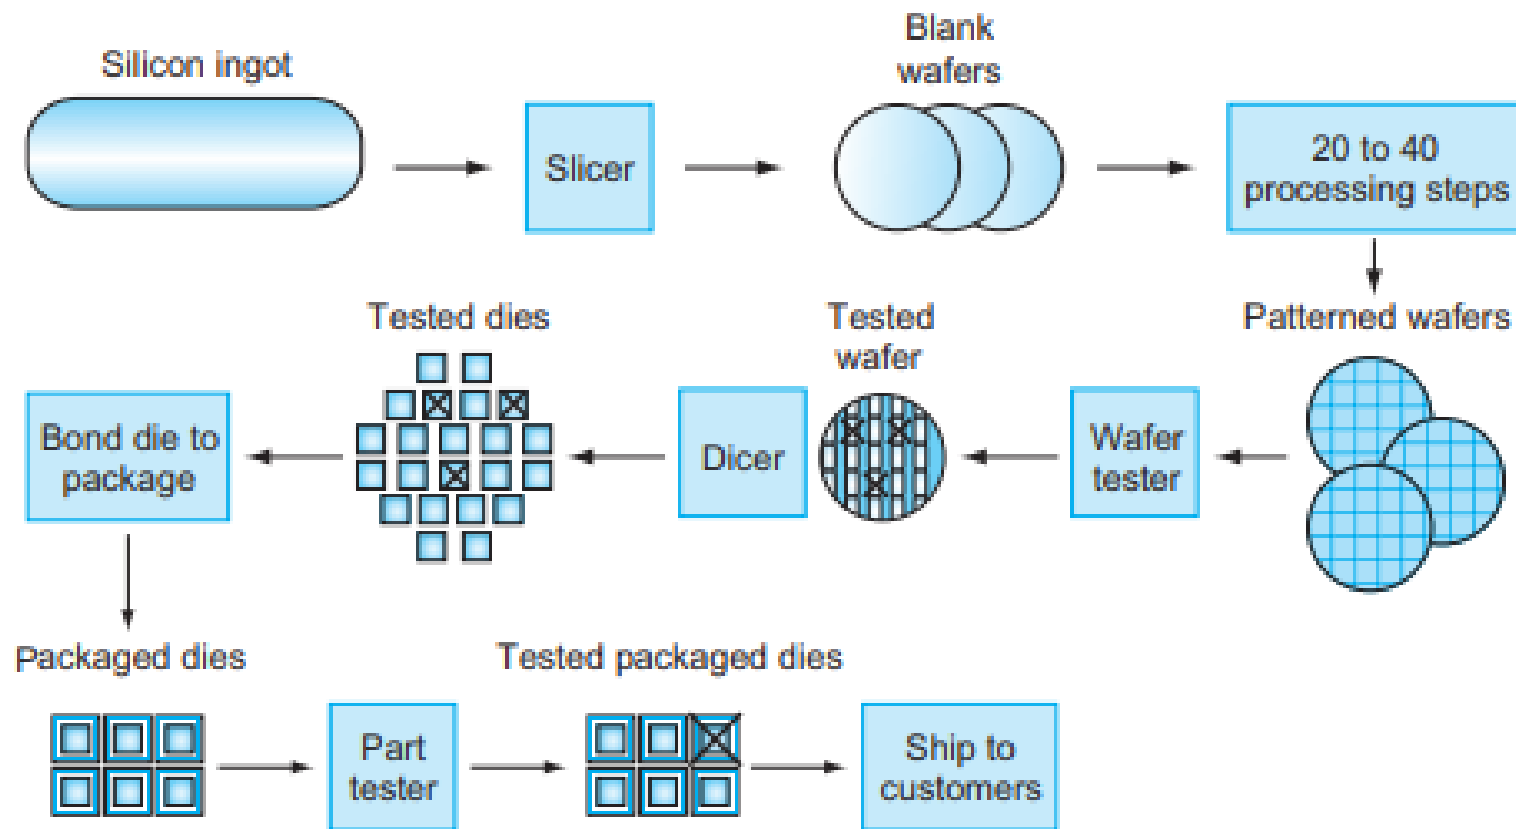 Silicon ingot
Slicer
Blank
wafers
20 to 40
processing steps
Tested dies
Tested
wafer
Patterned wafers
Bond die to
package
Dicer
Wafer
tester
Packaged dies
Tested packaged dies
Part
tester
Ship to
customers